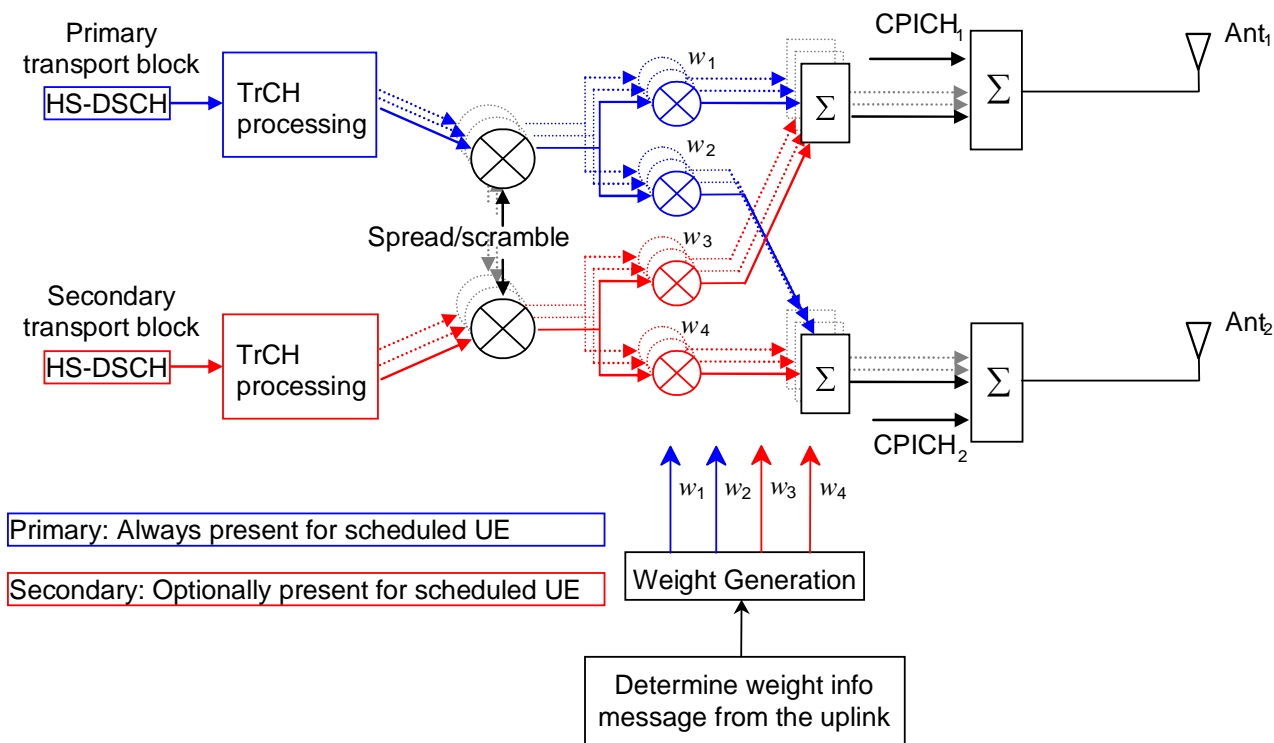 Primary
transport block
HS-DSCH
TrCH
processing
w1
w2
Σ
CPICH1
Σ
Ant1
Spread/scramble
Secondary
transport block
HS-DSCH
TrCH
processing
w3
w4
Σ
CPICH2
Σ
Ant2
w1 w2 w3 w4
Primary: Always present for scheduled UE
Secondary: Optionally present for scheduled UE
Weight Generation
Determine weight info
message from the uplink